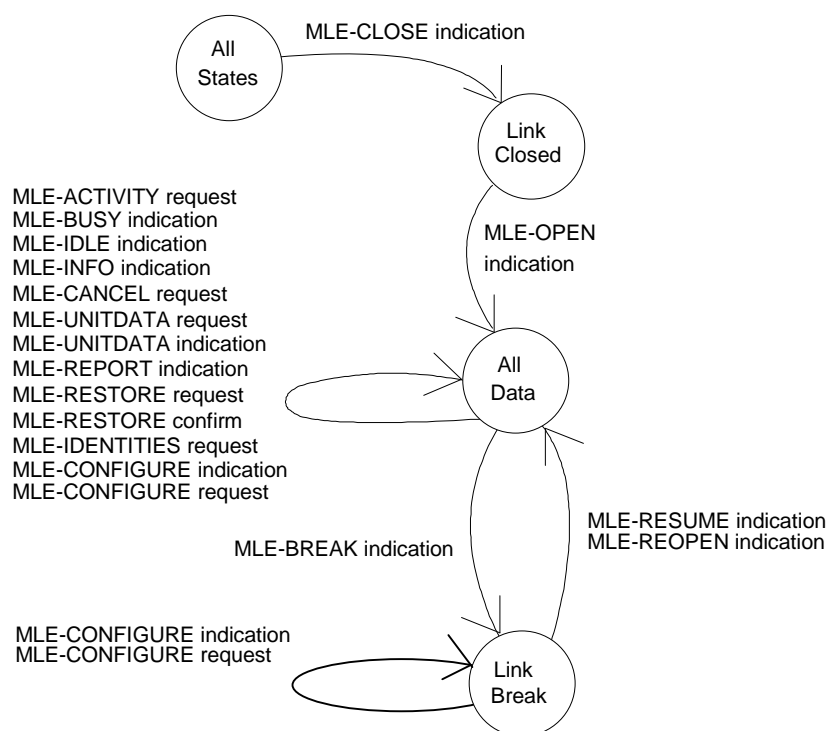 All
States
MLE-CLOSE indication
Link
Closed
MLE-ACTIVITY request
MLE-BUSY indication
MLE-IDLE indication
MLE-INFO indication
MLE-CANCEL request
MLE-UNITDATA request
MLE-UNITDATA indication
MLE-REPORT indication
MLE-RESTORE request
MLE-RESTORE confirm
MLE-IDENTITIES request
MLE-CONFIGURE indication
MLE-CONFIGURE request
MLE-OPEN
indication
All
Data
MLE-BREAK indication
MLE-RESUME indication
MLE-REOPEN indication
MLE-CONFIGURE indication
MLE-CONFIGURE request
Link
Break